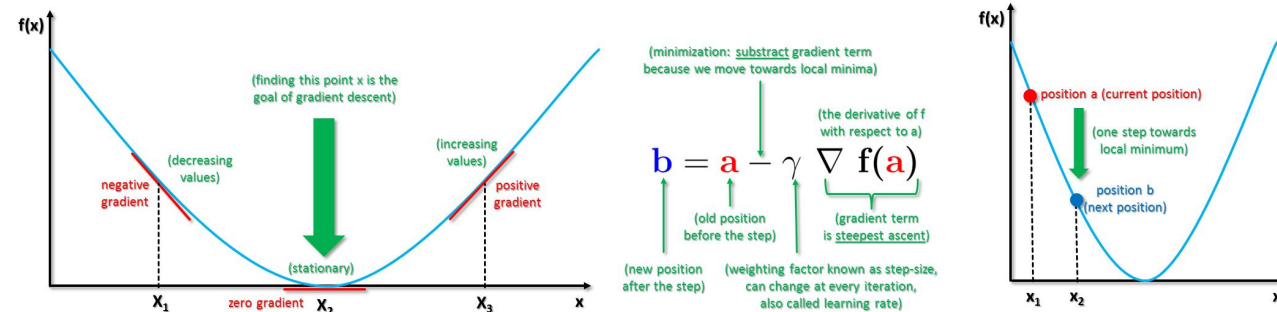 f(x)
(finding this point x is the
goal of gradient descent)
(decreasing
values)
negative
gradient
(increasing
values)
positive
gradient
(stationary)
X₁
zero gradient
X₂
X₃
x
(minimization: substract gradient term
because we move towards local minima)
(the derivative of f
with respect to a)
b = a − γ ∇ f(a)
(old position
before the step)
(gradient term
is steepest ascent)
(new position
after the step)
(weighting factor known as step-size,
can change at every iteration,
also called learning rate)
f(x)
position a (current position)
(one step towards
local minimum)
position b
(next position)
x₁
x₂
x